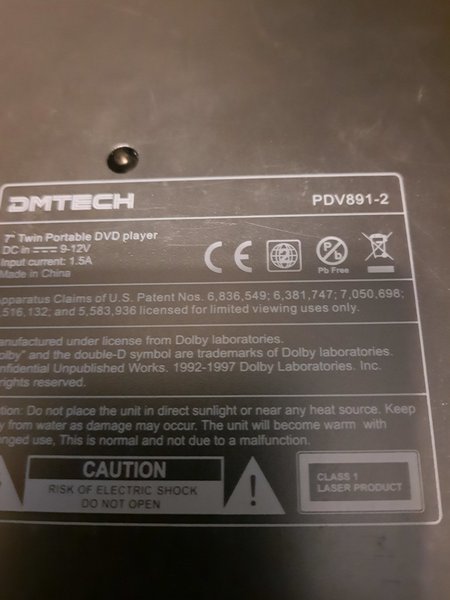 DMTECH PDV891-2
7" Twin Portable DVD player
DC in 9-12V
Input current: 1.5A
Made in China
CE
Pb
Pb Free
Apparatus Claims of U.S. Patent Nos. 6,836,549; 6,381,747; 7,050,698;
,516,132; and 5,583,936 licensed for limited viewing uses only.
anufactured under license from Dolby laboratories.
olby" and the double-D symbol are trademarks of Dolby laboratories.
nfidential Unpublished Works. 1992-1997 Dolby Laboratories. Inc.
rights reserved.
tion: Do not place the unit in direct sunlight or near any heat source. Keep
y from water as damage may occur. The unit will become warm with
onged use, This is normal and not due to a malfunction.
CAUTION
RISK OF ELECTRIC SHOCK
DO NOT OPEN
!
CLASS 1
LASER PRODUCT